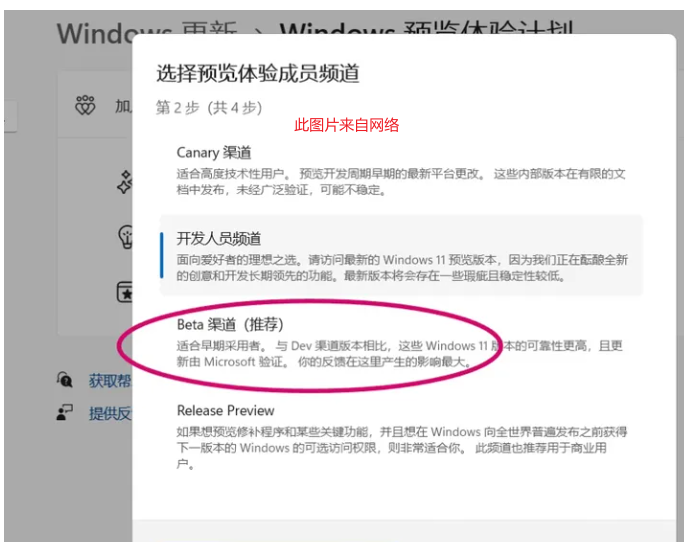 Windows 更新 > Windows 预览体验计划
选择预览体验成员频道
加
第 2 步 (共 4 步)
此图片来自网络
Canary 渠道
适合高度技术性用户。 预览开发周期早期的最新平台更改。 这些内部版本在有限的文
档中发布，未经广泛验证，可能不稳定。
开发人员频道
面向爱好者的理想之选。请访问最新的 Windows 11 预览版本，因为我们正在酝酿全新
的创意和开发长期领先的功能。最新版本将会存在一些瑕疵且稳定性较低。
Beta 渠道（推荐）
适合早期采用者。 与 Dev 渠道版本相比，这些 Windows 11 版本的可靠性更高，且更
新由 Microsoft 验证。 你的反馈在这里产生的影响最大。
获取帮
提供反
Release Preview
如果想预览修补程序和某些关键功能，并且想在 Windows 向全世界普遍发布之前获得
下一版本的 Windows 的可选访问权限，则非常适合你。 此频道也推荐用于商业用
户。